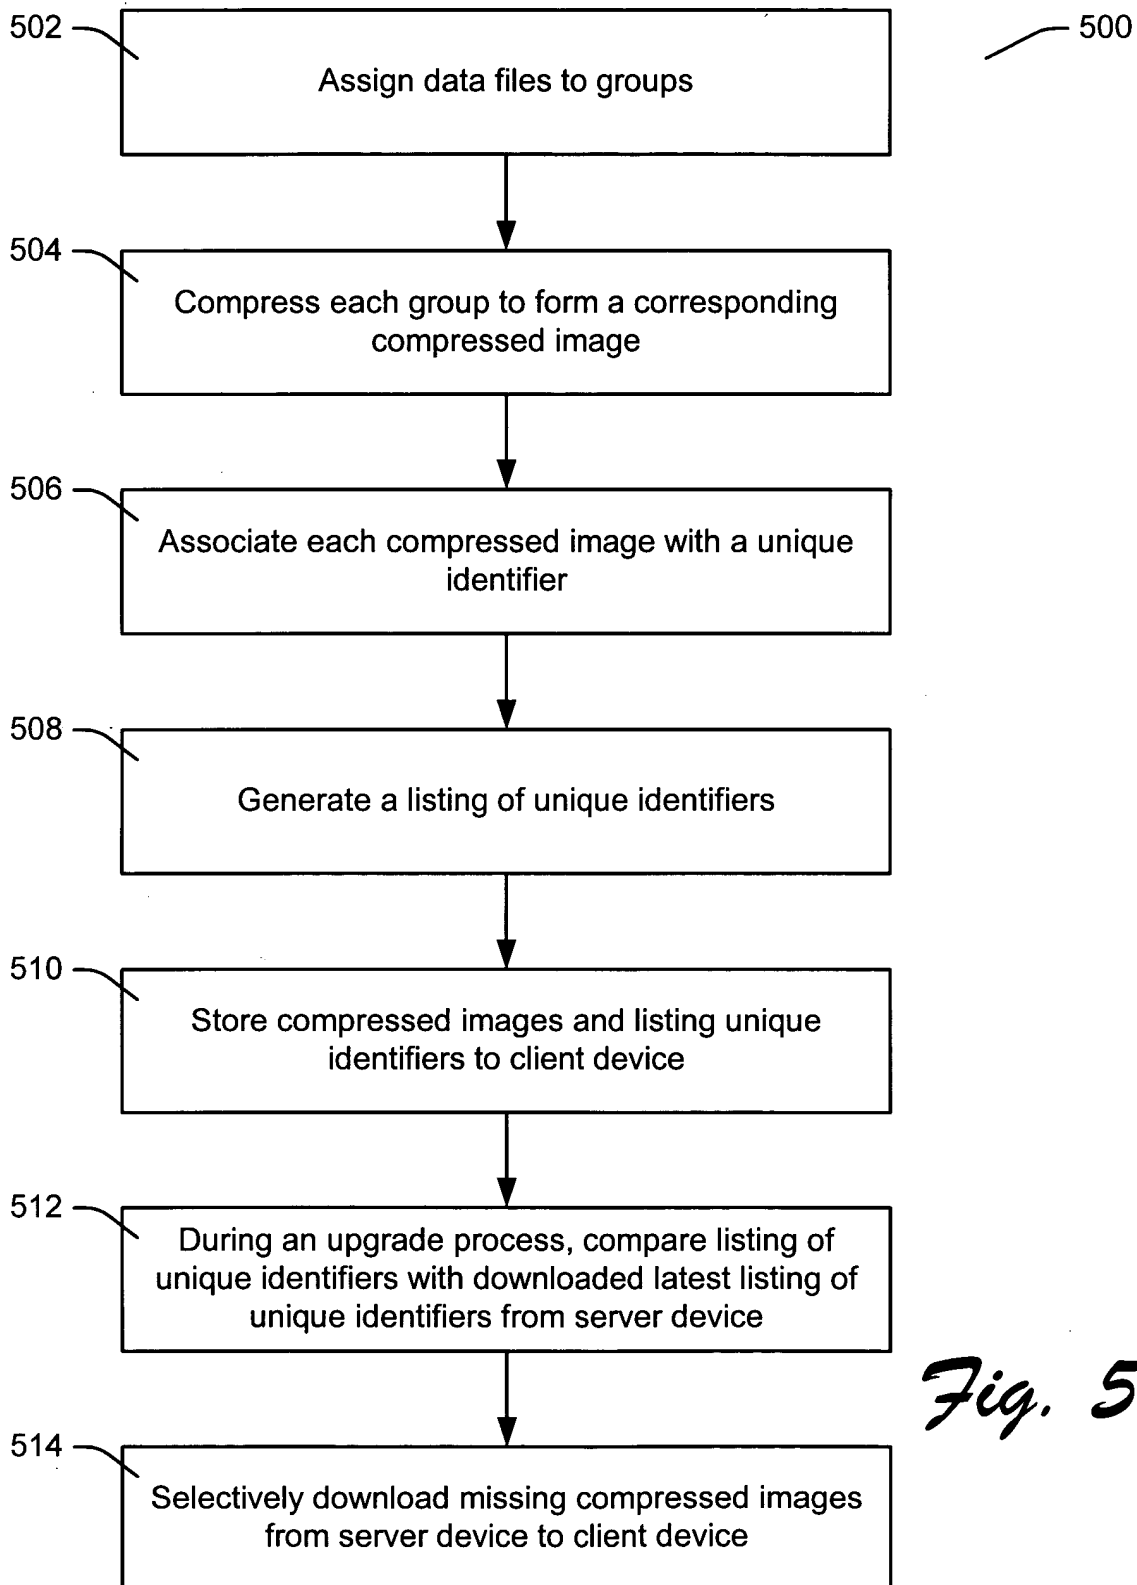 502
500
Assign data files to groups
504
Compress each group to form a corresponding
compressed image
506
Associate each compressed image with a unique
identifier
508
Generate a listing of unique identifiers
510
Store compressed images and listing unique
identifiers to client device
512
During an upgrade process, compare listing of
unique identifiers with downloaded latest listing of
unique identifiers from server device
Fig. 5
514
Selectively download missing compressed images
from server device to client device